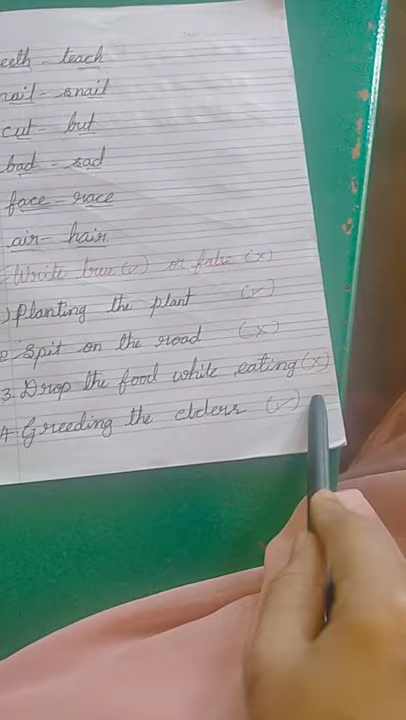 eeth - teach
nail - snail
cut - but
bad - sad
face - race
air - hair
Write true (✓) or false (x)
) Planting the plant (✓)
2. Spit on the road (x)
3. Drop the food while eating (x)
4. Greeding the elders (✓)